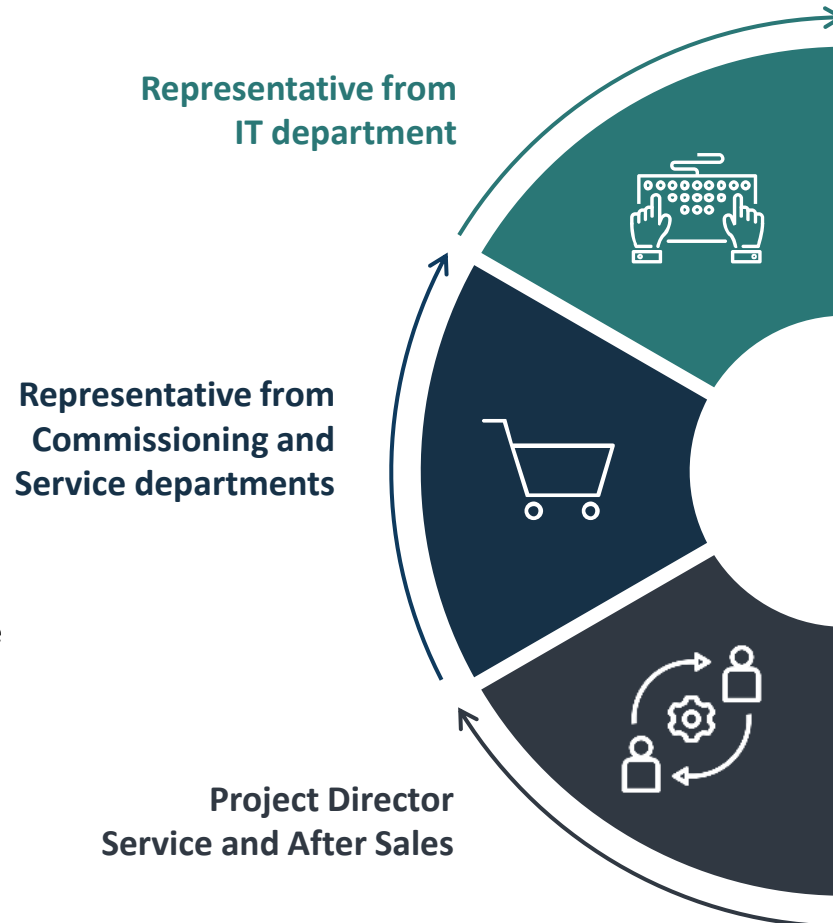 Representative from
IT department
Representative from
Commissioning and
Service departments
Project Director
Service and After Sales